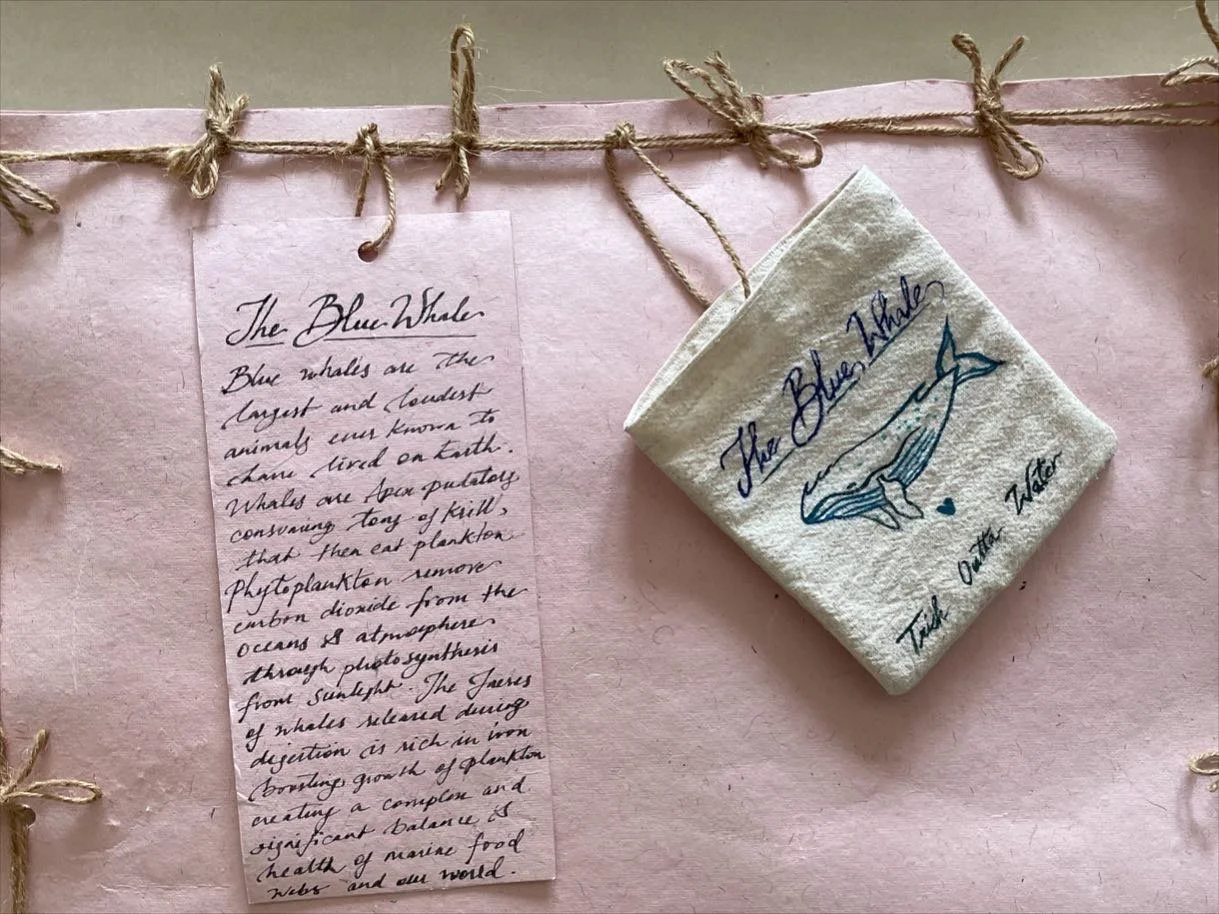 The Blue Whale
Blue whales are the
largest and loudest
animals ever known to
have lived on Earth.
Whales are Apex predators
consuming tons of Krill,
that then eat plankton
Phytoplankton remove
carbon dioxide from the
oceans & atmosphere
through photosynthesis
from Sunlight. The Faeces
of whales released during
digestion is rich in iron
boosting growth of plankton
creating a complex and
significant balance &
health of marine food
webs and our world.
The Blue Whale
Trish Outta Water